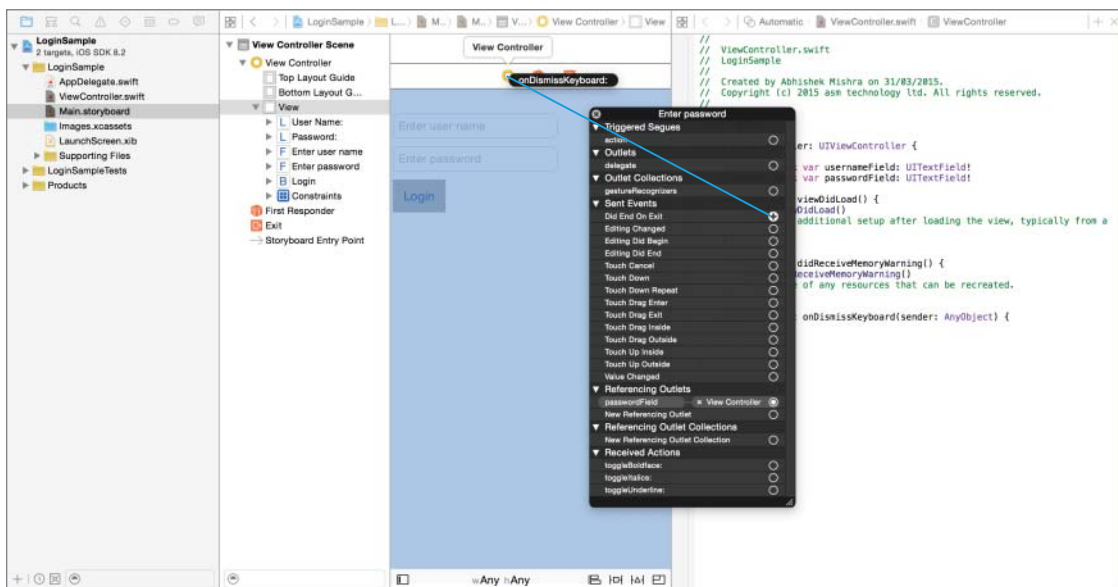 LoginSample
2 targets, iOS SDK 8.2
LoginSample
AppDelegate.swift
ViewController.swift
Main.storyboard
Images.xcassets
LaunchScreen.xib
Supporting Files
LoginSampleTests
Products
LoginSample
L...)
M..)
M..)
V...)
View Controller
View
View Controller Scene
View Controller
Top Layout Guide
Bottom Layout G...
View
L User Name:
L Password:
F Enter user name
F Enter password
B Login
Constraints
First Responder
Exit
Storyboard Entry Point
View Controller
onDismissKeyboard:
Enter user name
Enter password
Login
wAny hAny
Enter password
Triggered Segues
action
Outlets
delegate
Outlet Collections
gestureRecognizers
Sent Events
Did End On Exit
Editing Changed
Editing Did Begin
Editing Did End
Touch Cancel
Touch Down
Touch Down Repeat
Touch Drag Enter
Touch Drag Exit
Touch Drag Inside
Touch Drag Outside
Touch Up Inside
Touch Up Outside
Value Changed
Referencing Outlets
passwordField
View Controller
New Referencing Outlet
Referencing Outlet Collections
New Referencing Outlet Collection
Received Actions
toggleBoldface:
toggleItalics:
toggleUnderline:
Automatic
ViewController.swift
ViewController
//
// ViewController.swift
// LoginSample
//
// Created by Abhishek Mishra on 31/03/2015.
// Copyright (c) 2015 asm technology ltd. All rights reserved.
//
er: UIViewController {
var usernameField: UITextField!
var passwordField: UITextField!
viewDidLoad() {
DidLoad()
additional setup after loading the view, typically from a
didReceiveMemoryWarning() {
eceiveMemoryWarning()
of any resources that can be recreated.
onDismissKeyboard(sender: AnyObject) {